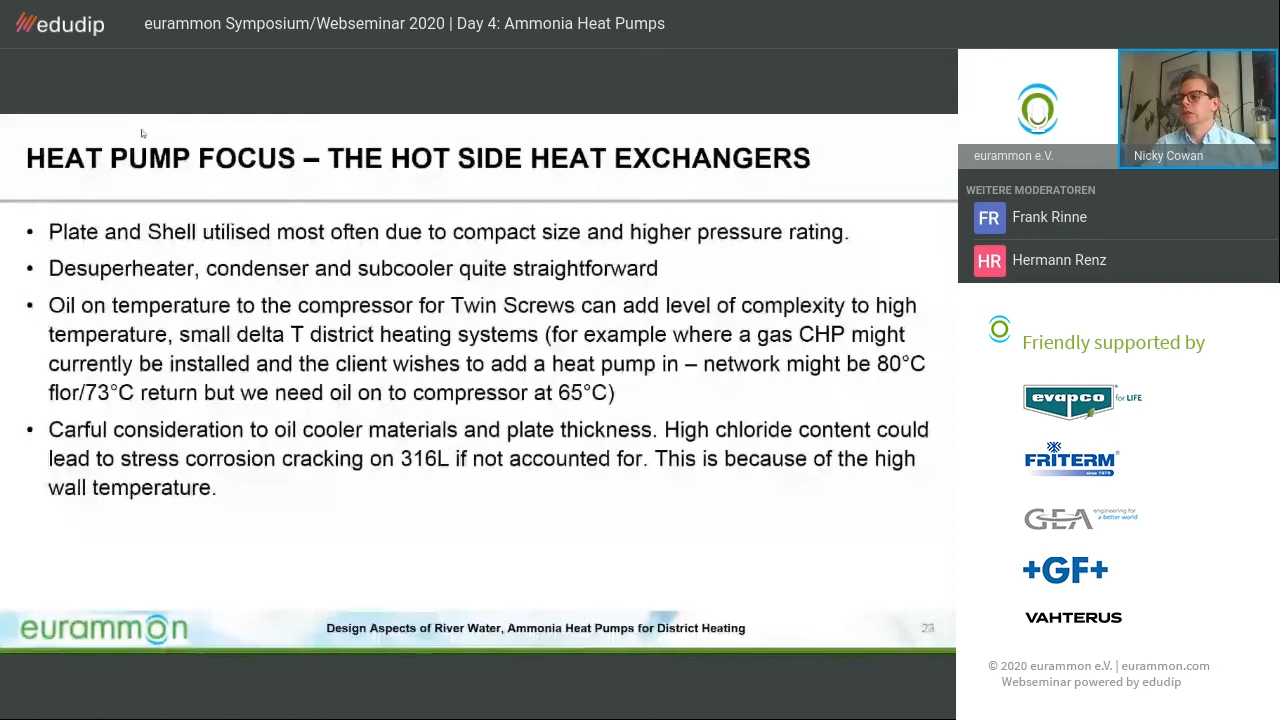 edudip
eurammon Symposium/Webseminar 2020 | Day 4: Ammonia Heat Pumps
HEAT PUMP FOCUS – THE HOT SIDE HEAT EXCHANGERS
• Plate and Shell utilised most often due to compact size and higher pressure rating.
• Desuperheater, condenser and subcooler quite straightforward
• Oil on temperature to the compressor for Twin Screws can add level of complexity to high
temperature, small delta T district heating systems (for example where a gas CHP might
currently be installed and the client wishes to add a heat pump in – network might be 80°C
flor/73°C return but we need oil on to compressor at 65°C)
• Carful consideration to oil cooler materials and plate thickness. High chloride content could
lead to stress corrosion cracking on 316L if not accounted for. This is because of the high
wall temperature.
eurammon
Design Aspects of River Water, Ammonia Heat Pumps for District Heating
eurammon e.V.
Nicky Cowan
WEITERE MODERATOREN
FR Frank Rinne
HR Hermann Renz
Friendly supported by
evapco for LIFE
FRITERM
since 1979
GEA engineering for
a better world
+GF+
VAHTERUS
© 2020 eurammon e.V. | eurammon.com
Webseminar powered by edudip